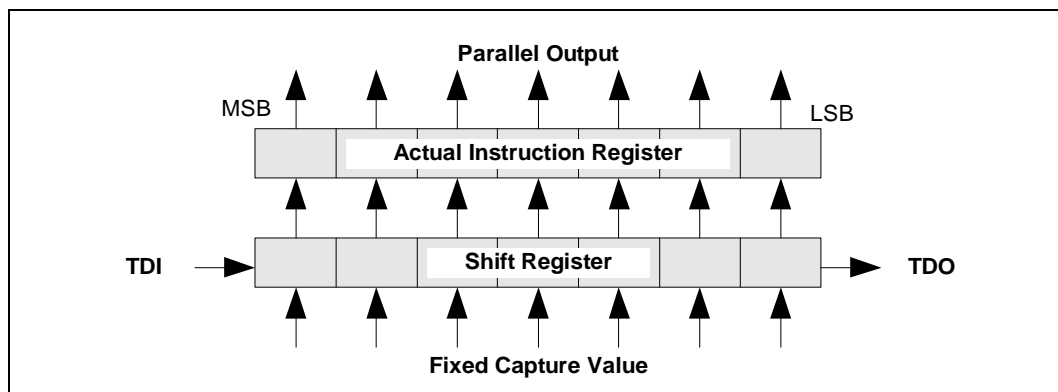 Parallel Output
MSB
LSB
Actual Instruction Register
TDI
Shift Register
TDO
Fixed Capture Value